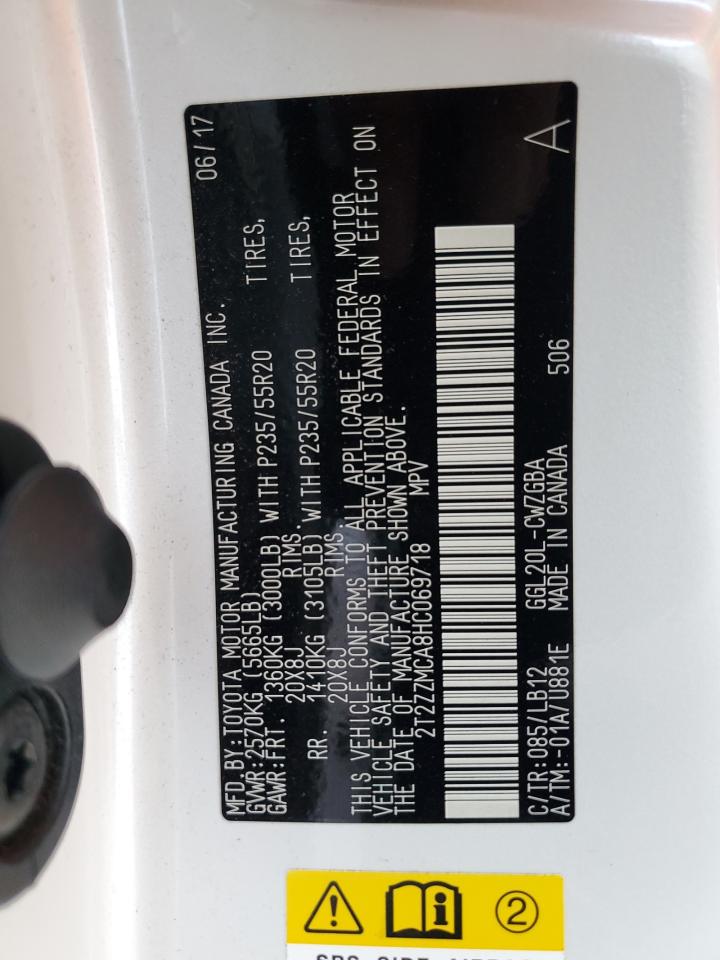 06/17
MFD.BY:TOYOTA MOTOR MANUFACTURING CANADA INC.
GVWR:2570KG (5665LB)
GAWR:FRT. 1360KG (3000LB) WITH P235/55R20 TIRES,
20X8J RIMS
RR. 1410KG (3105LB) WITH P235/55R20 TIRES,
20X8J RIMS
THIS VEHICLE CONFORMS TO ALL APPLICABLE FEDERAL MOTOR
VEHICLE SAFETY AND THEFT PREVENTION STANDARDS IN EFFECT ON
THE DATE OF MANUFACTURE SHOWN ABOVE.
2T2ZZMCA8HC069718 MPV
C/TR:085/LB12 GGL20L-CWZGBA
A/TM:-01A/U881E MADE IN CANADA 506
A
2